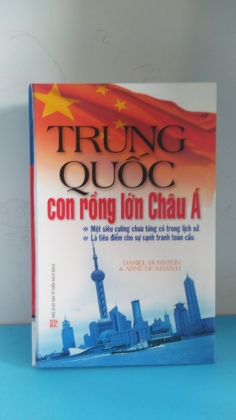 TRUNG
QUỐC
con rồng lớn Châu Á
* Một siêu cường chưa từng có trong lịch sử.
* Là tiêu điểm cho sự cạnh tranh toàn cầu.
DANIEL BURSTEIN
& ARNE DE KEIJZER